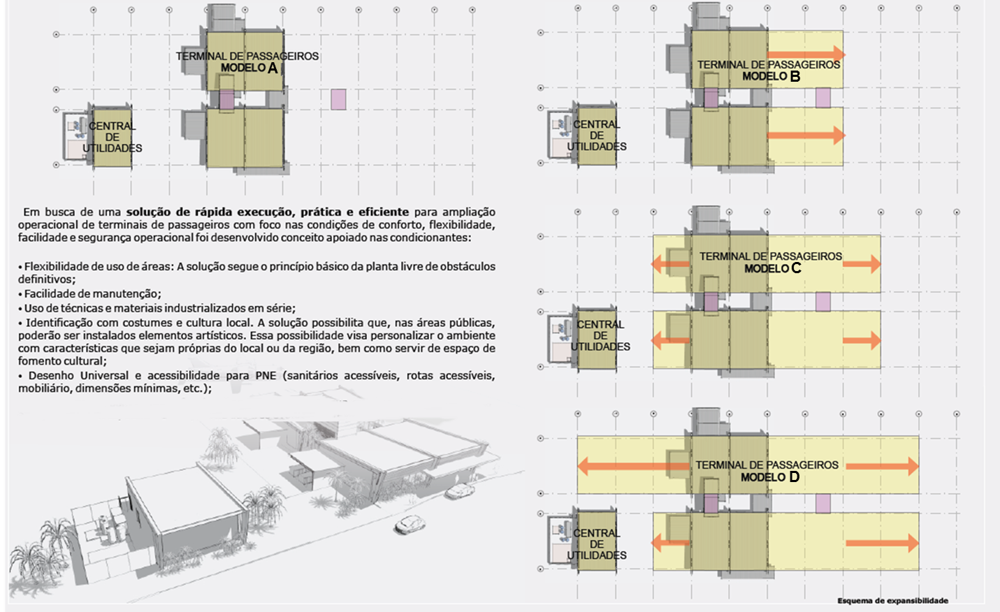 TERMINAL DE PASSAGEIROS
MODELO A
CENTRAL
DE
UTILIDADES
Em busca de uma solução de rápida execução, prática e eficiente para ampliação
operacional de terminais de passageiros com foco nas condições de conforto, flexibilidade,
facilidade e segurança operacional foi desenvolvido conceito apoiado nas condicionantes:
• Flexibilidade de uso de áreas: A solução segue o princípio básico da planta livre de obstáculos
definitivos;
• Facilidade de manutenção;
• Uso de técnicas e materiais industrializados em série;
• Identificação com costumes e cultura local. A solução possibilita que, nas áreas públicas,
poderão ser instalados elementos artísticos. Essa possibilidade visa personalizar o ambiente
com características que sejam próprias do local ou da região, bem como servir de espaço de
fomento cultural;
• Desenho Universal e acessibilidade para PNE (sanitários acessíveis, rotas acessíveis,
mobiliário, dimensões mínimas, etc.);
TERMINAL DE PASSAGEIROS
MODELO B
CENTRAL
DE
UTILIDADES
TERMINAL DE PASSAGEIROS
MODELO C
CENTRAL
DE
UTILIDADES
TERMINAL DE PASSAGEIROS
MODELO D
CENTRAL
DE
UTILIDADES
Esquema de expansibilidade